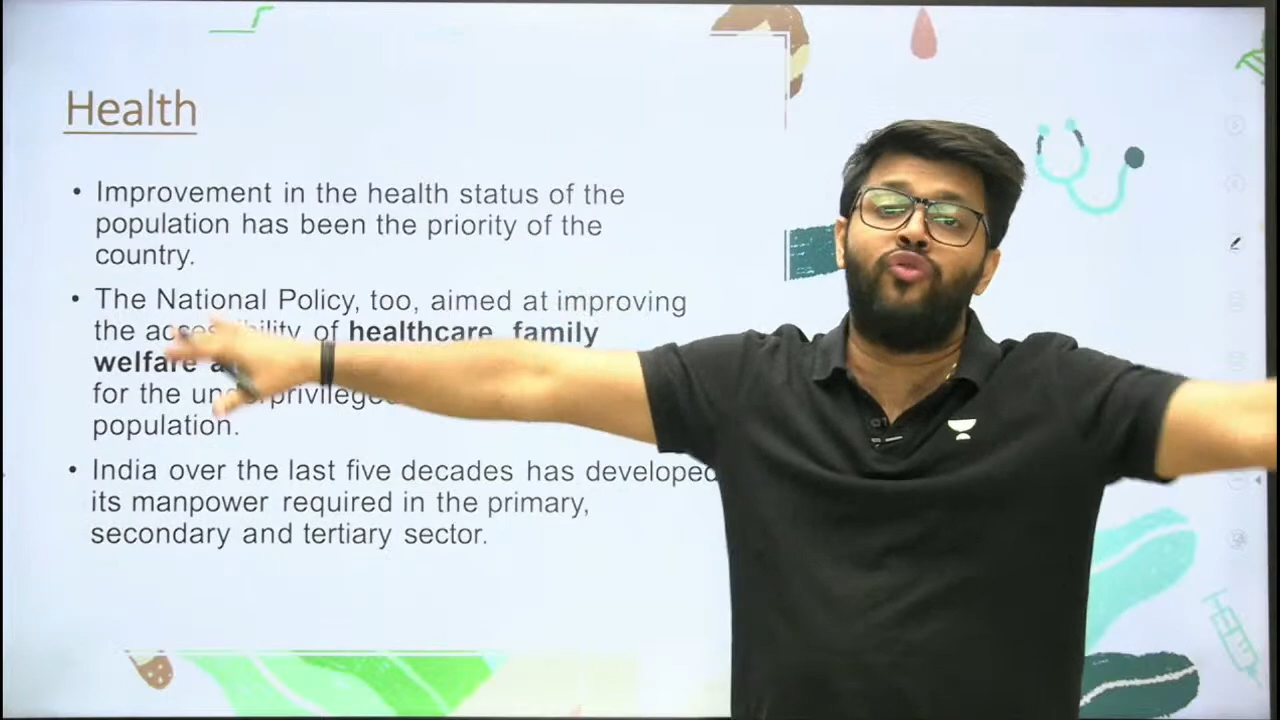 Health
• Improvement in the health status of the
population has been the priority of the
country.
• The National Policy, too, aimed at improving
the accessibility of healthcare, family
welfare a
for the underprivileged
population.
• India over the last five decades has developed
its manpower required in the primary,
secondary and tertiary sector.